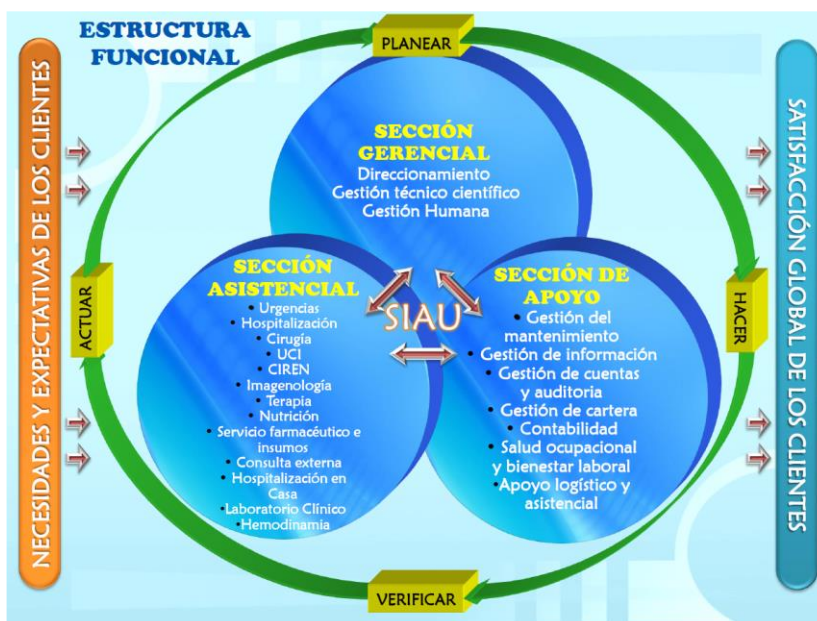 ESTRUCTURA
FUNCIONAL
PLANEAR
NECESIDADES Y EXPECTATIVAS DE LOS CLIENTES
SECCIÓN
GERENCIAL
Direccionamiento
Gestión técnico científico
Gestión Humana
SECCIÓN
ASISTENCIAL
• Urgencias
• Hospitalización
• Cirugía
• UCI
• CIREN
• Imagenología
• Terapia
• Nutrición
• Servicio farmacéutico e
insumos
• Consulta externa
• Hospitalización en
Casa
•Laboratorio Clínico
•Hemodinamia
SIAU
SECCIÓN DE
APOYO
• Gestión del
mantenimiento
• Gestión de información
• Gestión de cuentas
y auditoria
• Gestión de cartera
• Contabilidad
• Salud ocupacional
y bienestar laboral
•Apoyo logístico y
asistencial
ACTUAR
HACER
VERIFICAR
SATISFACCIÓN GLOBAL DE LOS CLIENTES